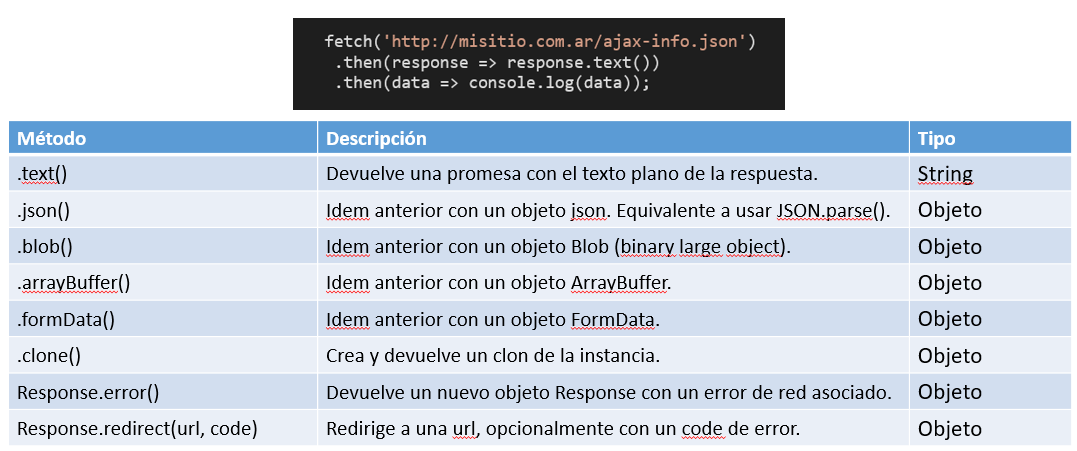 fetch('http://misitio.com.ar/ajax-info.json')
.then(response => response.text())
.then(data => console.log(data));
Método Descripción Tipo
.text() Devuelve una promesa con el texto plano de la respuesta. String
.json() Idem anterior con un objeto json. Equivalente a usar JSON.parse(). Objeto
.blob() Idem anterior con un objeto Blob (binary large object). Objeto
.arrayBuffer() Idem anterior con un objeto ArrayBuffer. Objeto
.formData() Idem anterior con un objeto FormData. Objeto
.clone() Crea y devuelve un clon de la instancia. Objeto
Response.error() Devuelve un nuevo objeto Response con un error de red asociado. Objeto
Response.redirect(url, code) Redirige a una url, opcionalmente con un code de error. Objeto